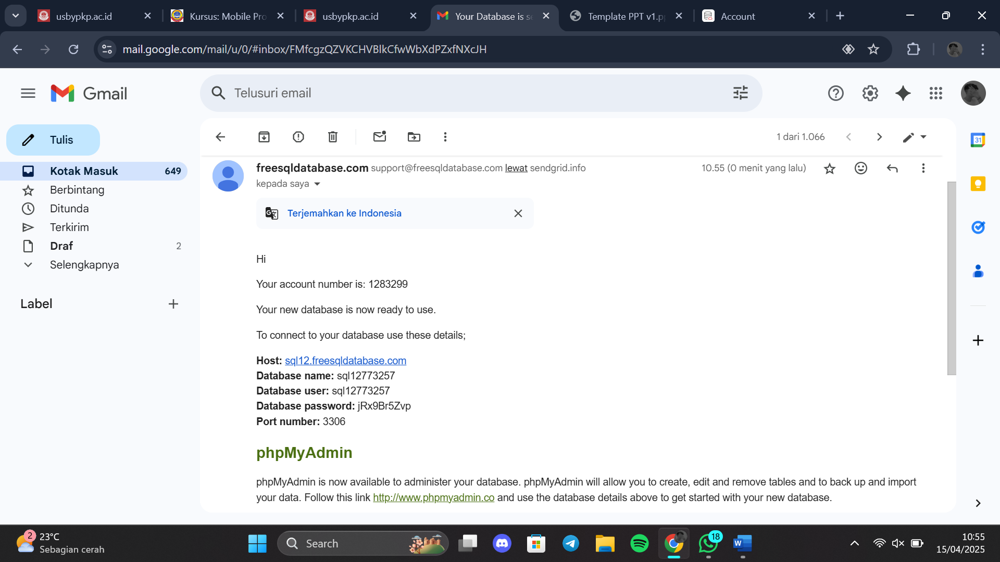 usbypkp.ac.id
Kursus: Mobile Pro
usbypkp.ac.id
Your Database is se
Template PPT v1.pp
Account
mail.google.com/mail/u/0/#inbox/FMfcgzQZVKCHVBlkCfwWbXdPZxfNXcJH
Gmail
Telusuri email
Tulis
1 dari 1.066
31
Kotak Masuk 649
Berbintang
Ditunda
Terkirim
Draf 2
Selengkapnya
Label
freesqldatabase.com support@freesqldatabase.com lewat sendgrid.info
10.55 (0 menit yang lalu)
kepada saya
Terjemahkan ke Indonesia
Hi
Your account number is: 1283299
Your new database is now ready to use.
To connect to your database use these details;
Host: sql12.freesqldatabase.com
Database name: sql12773257
Database user: sql12773257
Database password: jRx9Br5Zvp
Port number: 3306
phpMyAdmin
phpMyAdmin is now available to administer your database. phpMyAdmin will allow you to create, edit and remove tables and to back up and import
your data. Follow this link http://www.phpmyadmin.co and use the database details above to get started with your new database.
2
23°C
Sebagian cerah
Search
18
W
10:55
15/04/2025